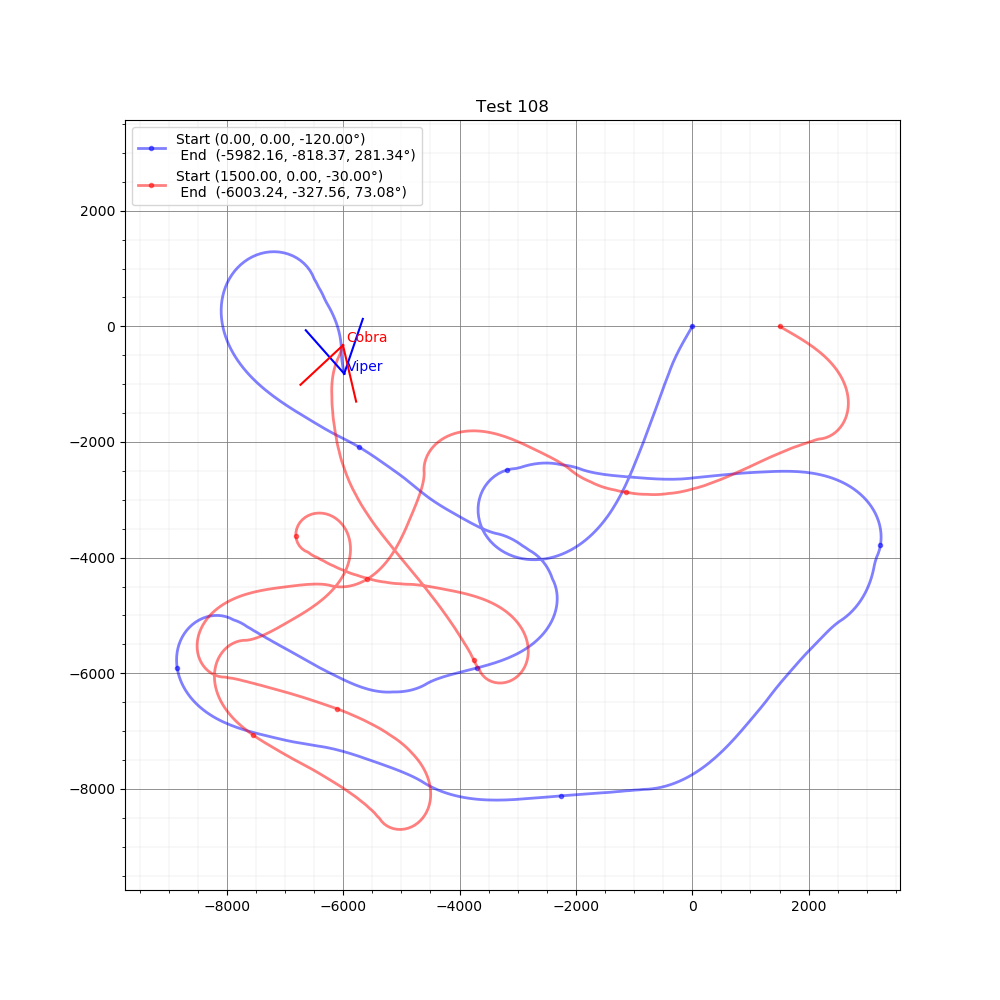 Test 108
Start (0.00, 0.00, -120.00°)
End  (-5982.16, -818.37, 281.34°)
Start (1500.00, 0.00, -30.00°)
End  (-6003.24, -327.56, 73.08°)
2000
0
−2000
−4000
−6000
−8000
Cobra
Viper
−8000
−6000
−4000
−2000
0
2000